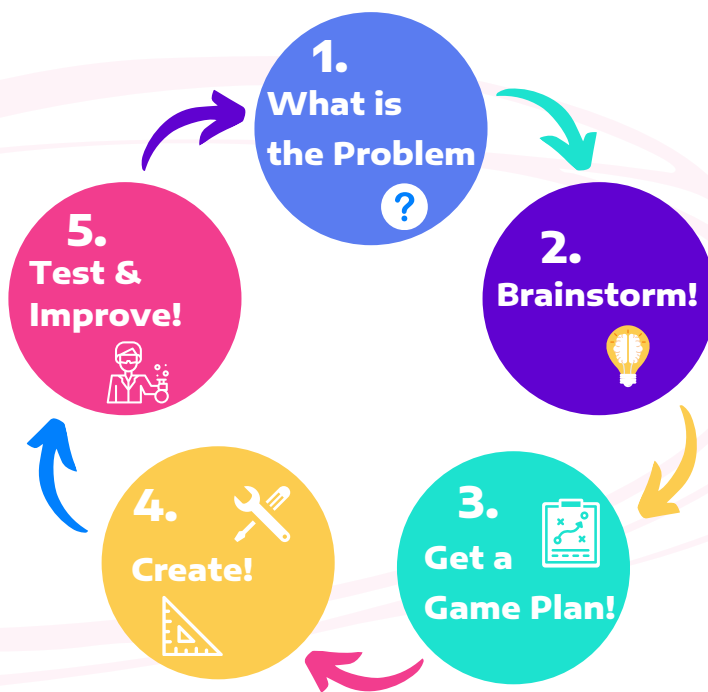 1.
What is
the Problem
?
2.
Brainstorm!
3.
Get a
Game Plan!
4.
Create!
5.
Test &
Improve!